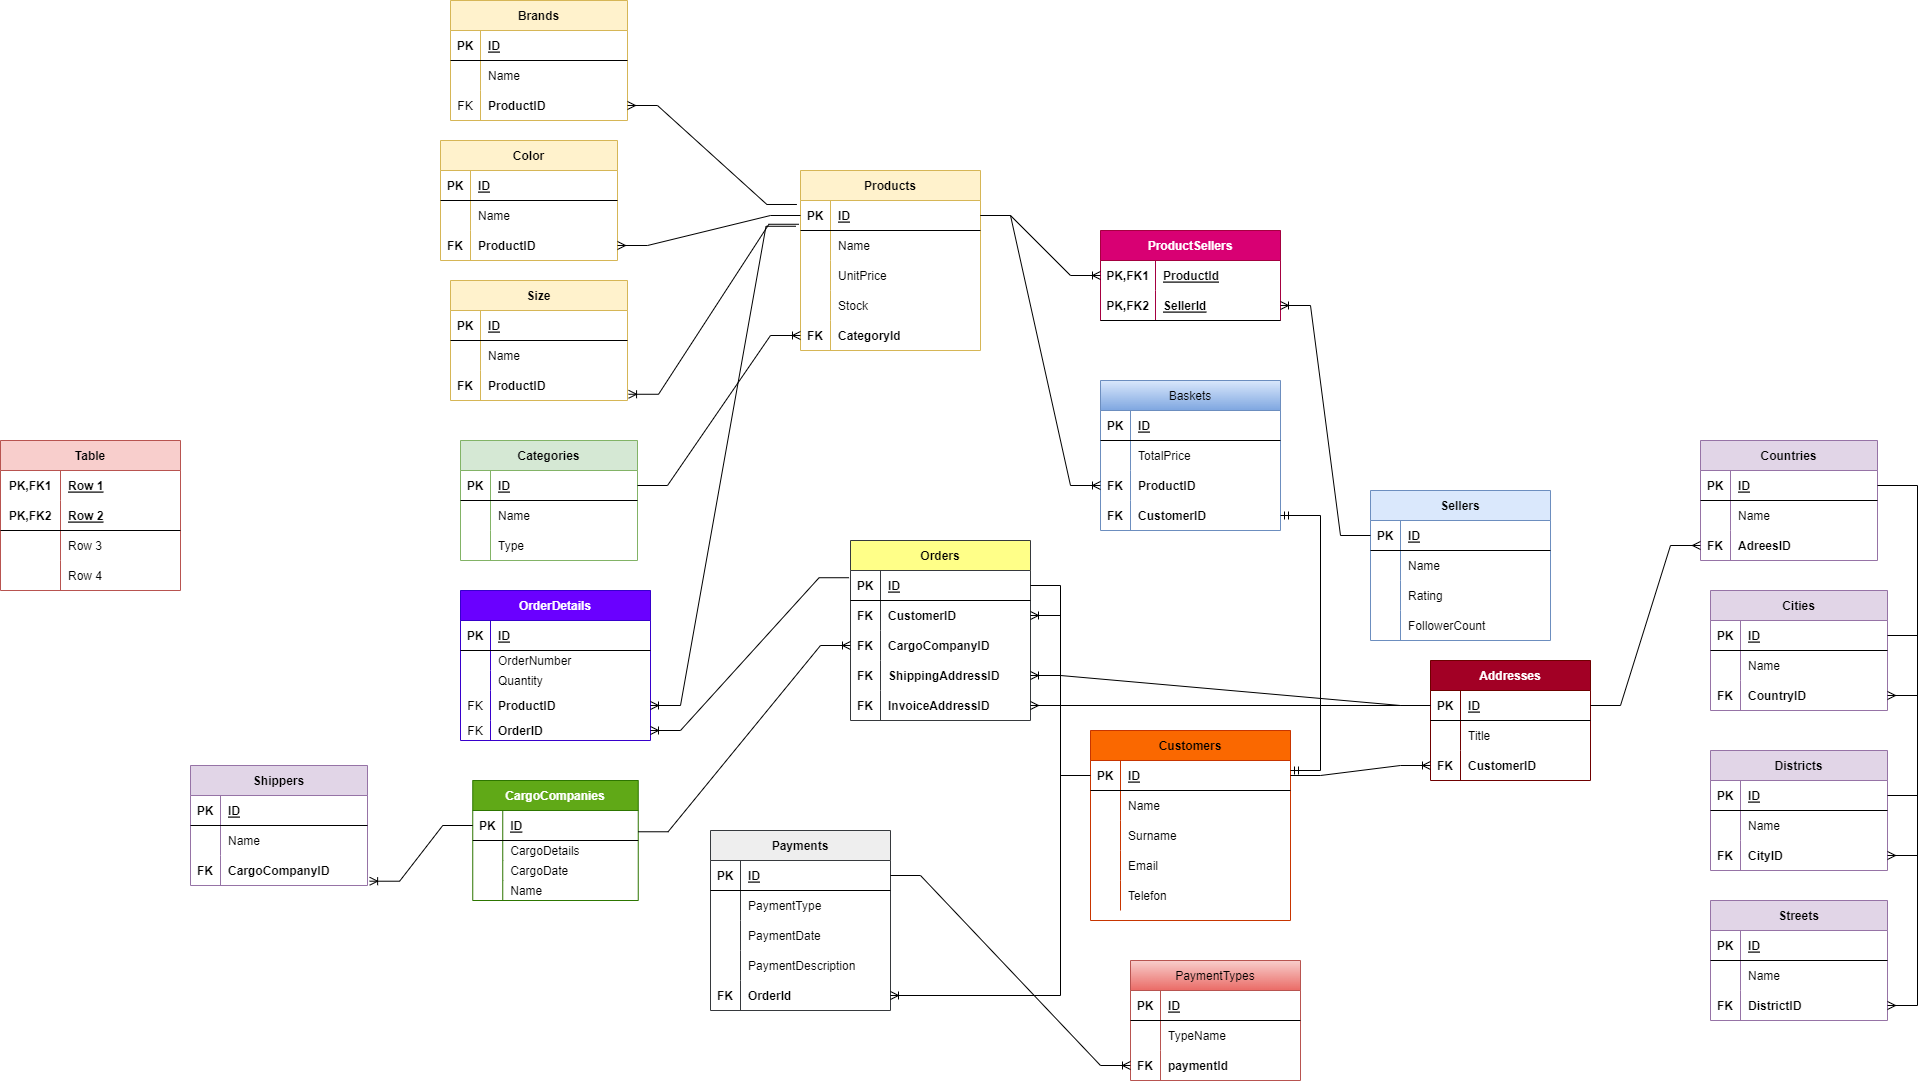 Brands
PK ID
Name
FK ProductID
Color
PK ID
Name
FK ProductID
Size
PK ID
Name
FK ProductID
Products
PK ID
Name
UnitPrice
Stock
FK CategoryId
ProductSellers
PK,FK1 ProductId
PK,FK2 SellerId
Baskets
PK ID
TotalPrice
FK ProductID
FK CustomerID
Table
PK,FK1 Row 1
PK,FK2 Row 2
Row 3
Row 4
Categories
PK ID
Name
Type
Sellers
PK ID
Name
Rating
FollowerCount
Countries
PK ID
Name
FK AdreesID
Orders
PK ID
FK CustomerID
FK CargoCompanyID
FK ShippingAddressID
FK InvoiceAddressID
OrderDetails
PK ID
OrderNumber
Quantity
FK ProductID
FK OrderID
Cities
PK ID
Name
FK CountryID
Addresses
PK ID
Title
FK CustomerID
Customers
PK ID
Name
Surname
Email
Telefon
Districts
PK ID
Name
FK CityID
Shippers
PK ID
Name
FK CargoCompanyID
CargoCompanies
PK ID
CargoDetails
CargoDate
Name
Payments
PK ID
PaymentType
PaymentDate
PaymentDescription
FK OrderId
Streets
PK ID
Name
FK DistrictID
PaymentTypes
PK ID
TypeName
FK paymentId